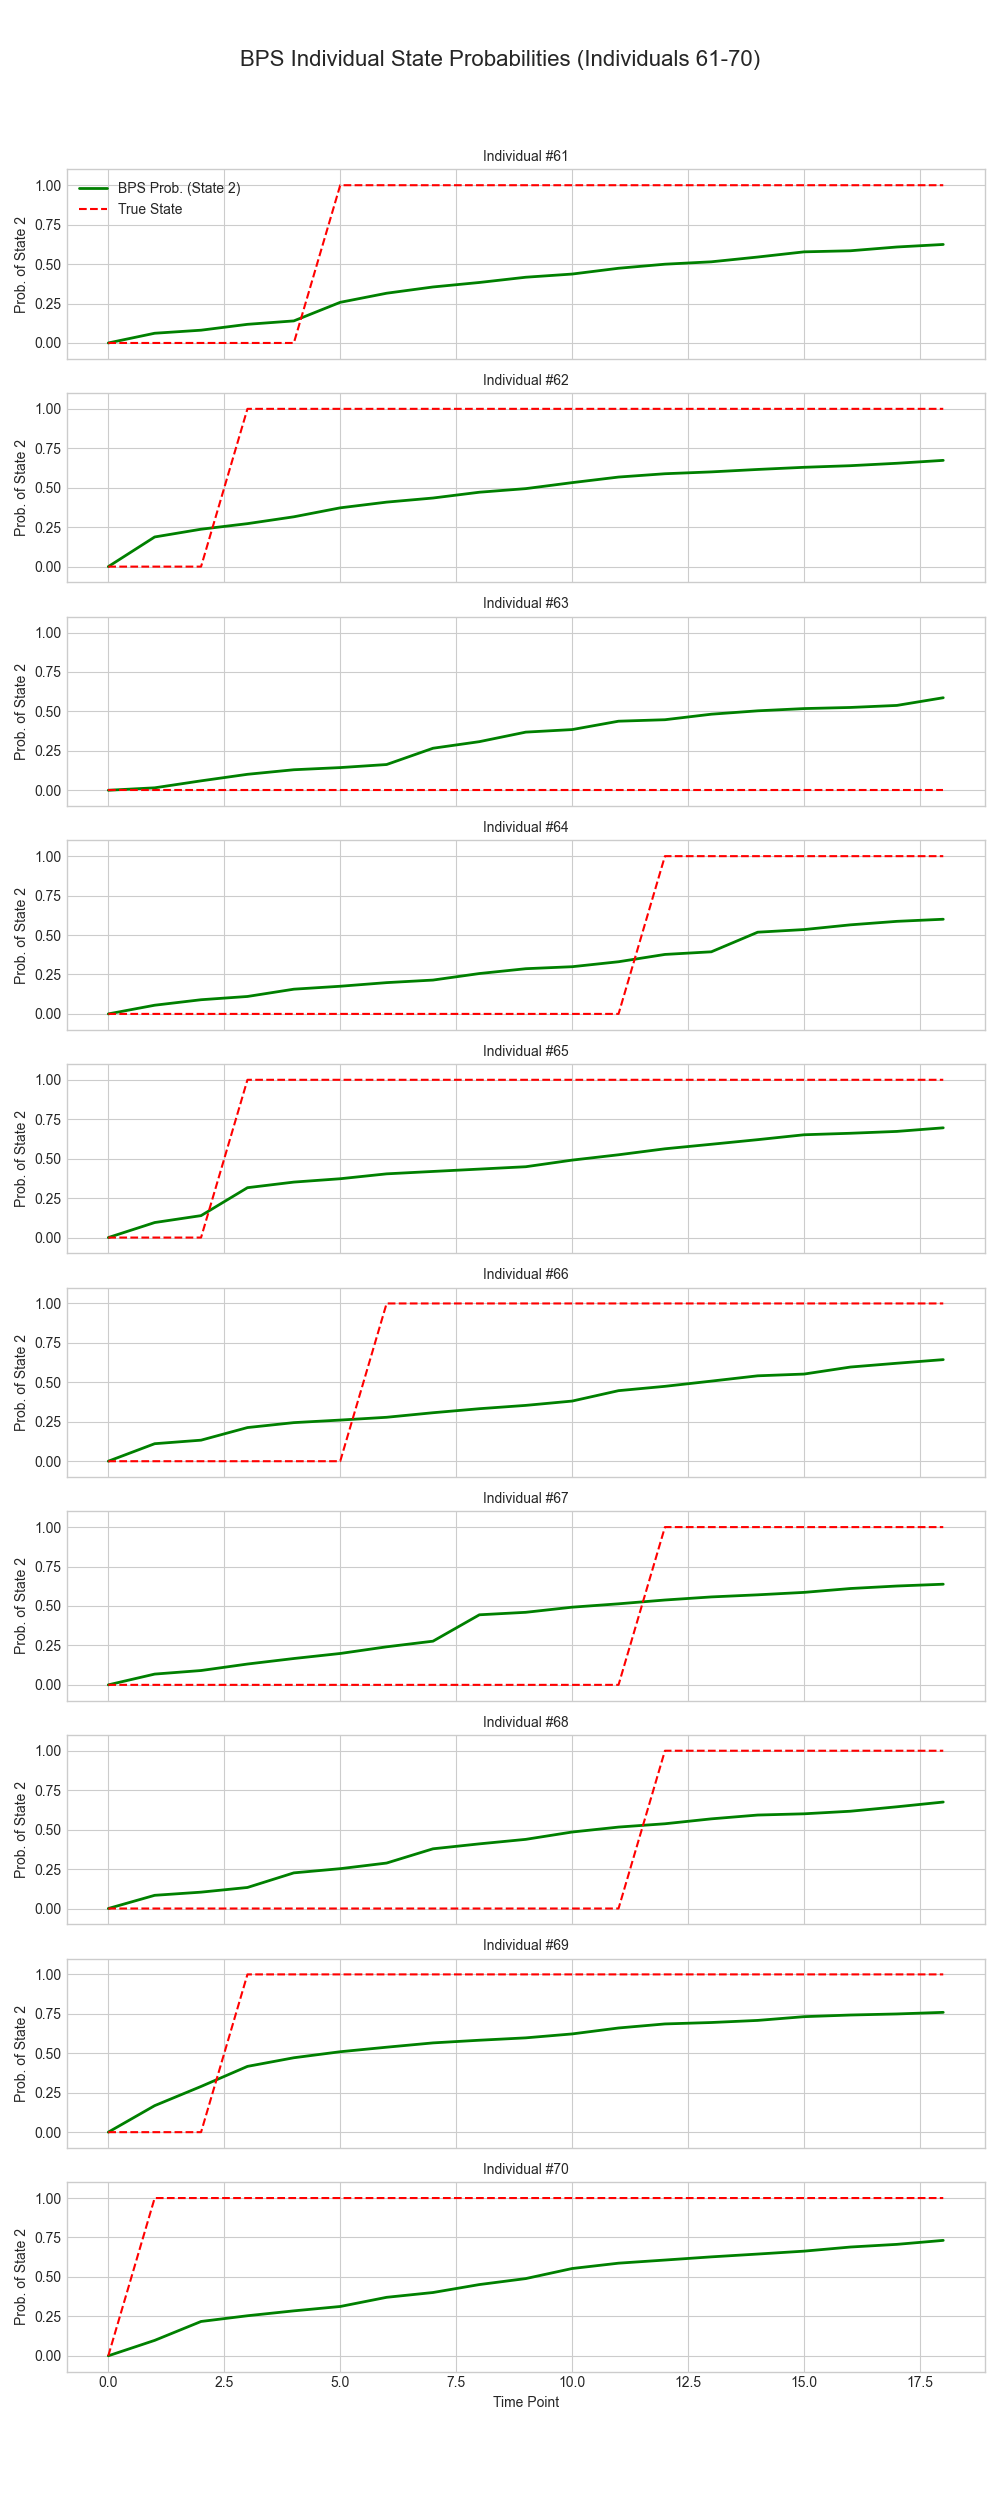 BPS Individual State Probabilities (Individuals 61-70)
Individual #61
Prob. of State 2
1.00
0.75
0.50
0.25
0.00
BPS Prob. (State 2)
True State
Individual #62
Prob. of State 2
1.00
0.75
0.50
0.25
0.00
Individual #63
Prob. of State 2
1.00
0.75
0.50
0.25
0.00
Individual #64
Prob. of State 2
1.00
0.75
0.50
0.25
0.00
Individual #65
Prob. of State 2
1.00
0.75
0.50
0.25
0.00
Individual #66
Prob. of State 2
1.00
0.75
0.50
0.25
0.00
Individual #67
Prob. of State 2
1.00
0.75
0.50
0.25
0.00
Individual #68
Prob. of State 2
1.00
0.75
0.50
0.25
0.00
Individual #69
Prob. of State 2
1.00
0.75
0.50
0.25
0.00
Individual #70
Prob. of State 2
1.00
0.75
0.50
0.25
0.00
0.0 2.5 5.0 7.5 10.0 12.5 15.0 17.5
Time Point